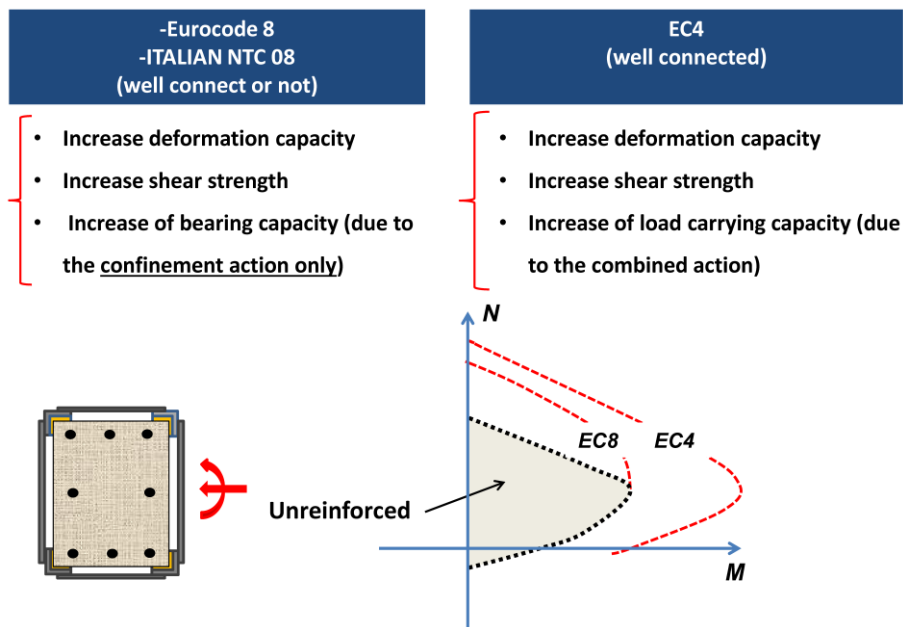 -Eurocode 8
-ITALIAN NTC 08
(well connect or not)
• Increase deformation capacity
• Increase shear strength
• Increase of bearing capacity (due to
the confinement action only)
EC4
(well connected)
• Increase deformation capacity
• Increase shear strength
• Increase of load carrying capacity (due
to the combined action)
N
EC8
EC4
Unreinforced
M